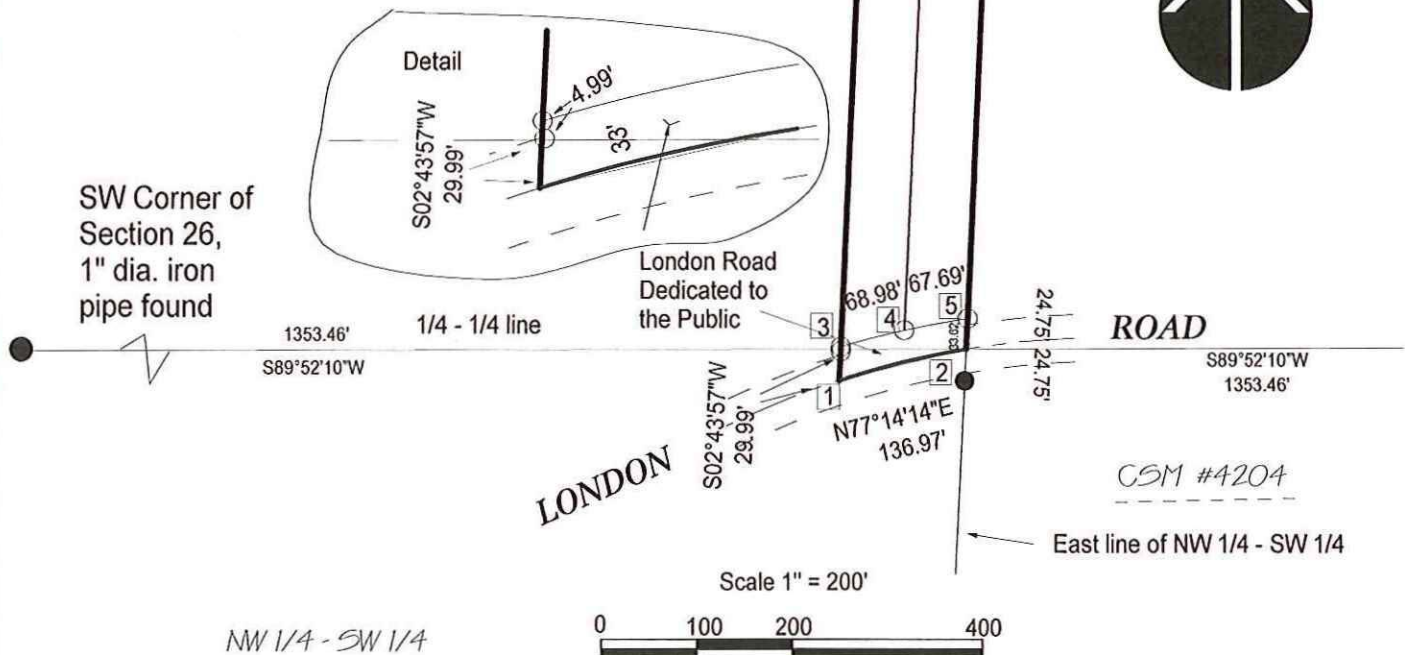 Detail
4.99'
33'
S02°43'57"W
29.99'
SW Corner of
Section 26,
1" dia. iron
pipe found
London Road
Dedicated to
the Public
1353.46'
S89°52'10"W
1/4 - 1/4 line
68.98'
67.69'
3
4
5
33.62
24.75'
24.75'
ROAD
S89°52'10"W
1353.46'
1
2
S02°43'57"W
29.99'
N77°14'14"E
136.97'
LONDON
CSM #4204
East line of NW 1/4 - SW 1/4
Scale 1" = 200'
NW 1/4 - SW 1/4
0 100 200 400